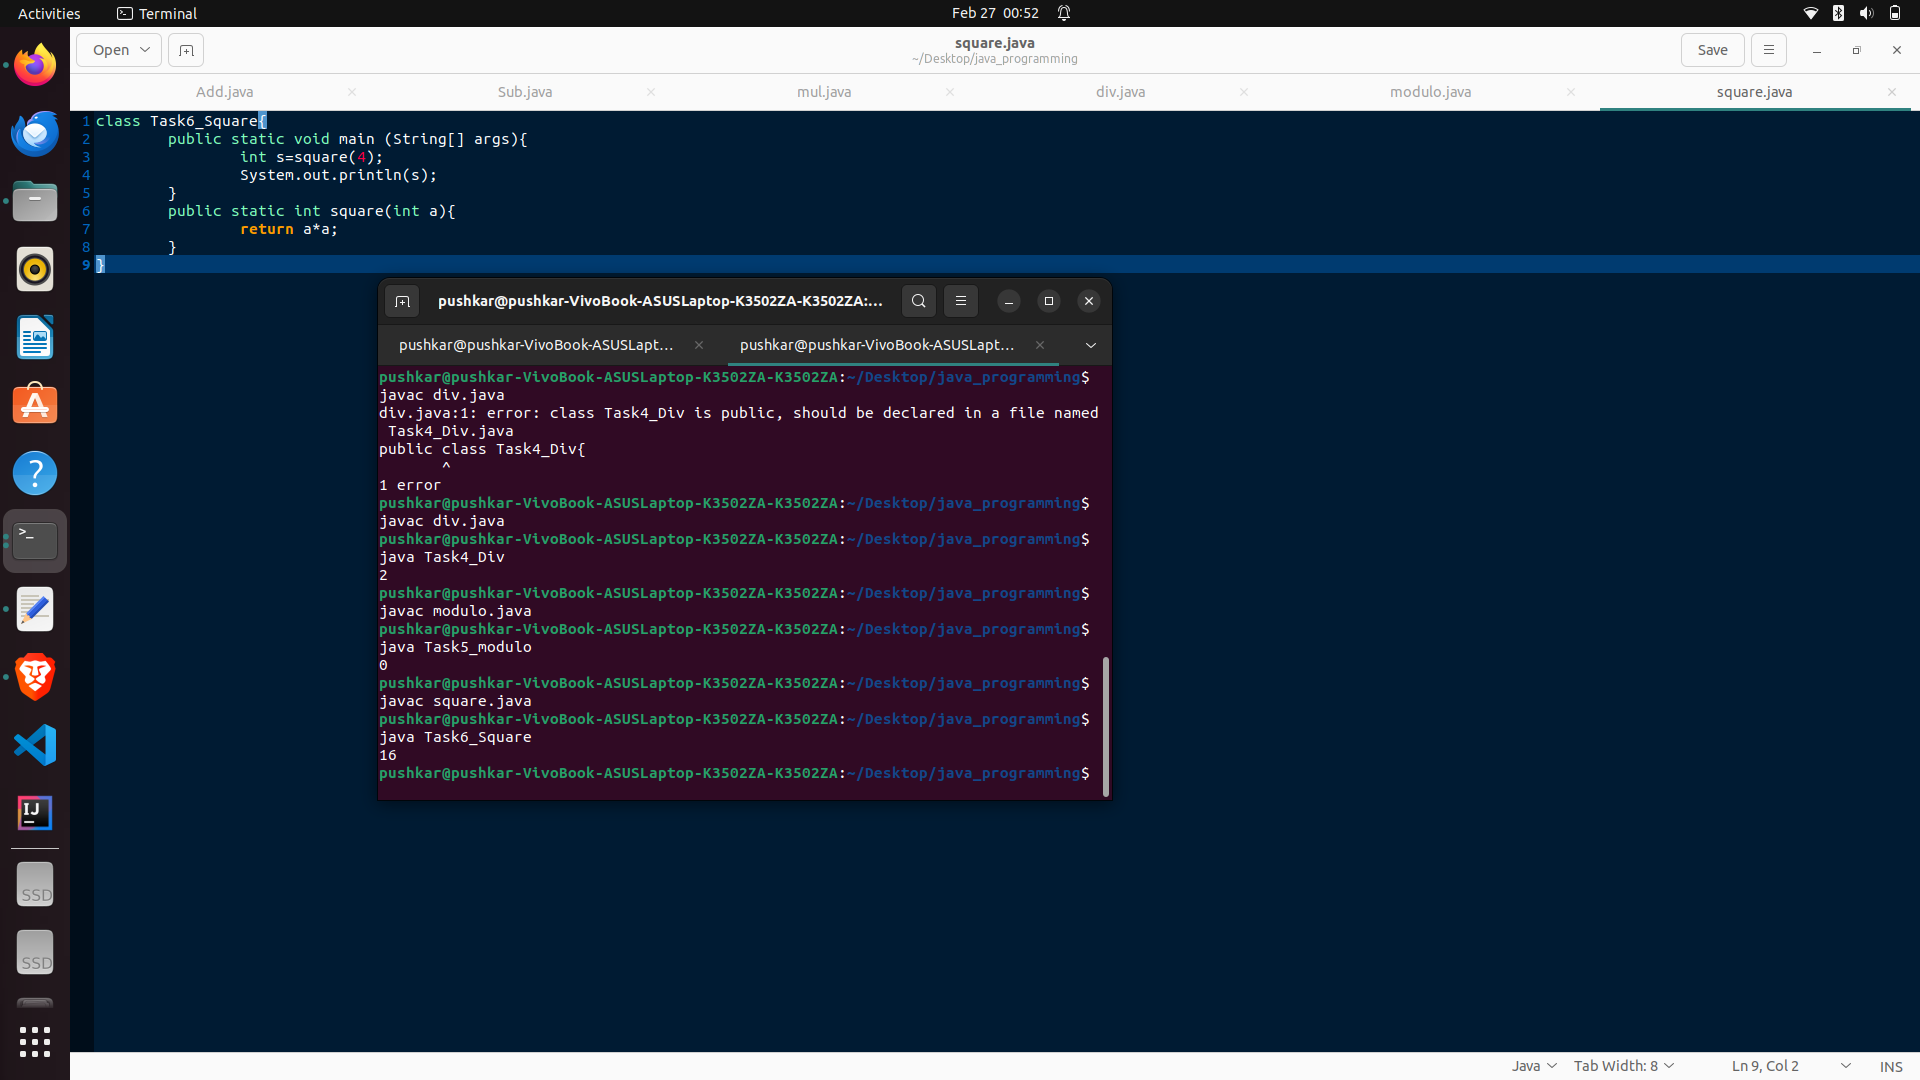 Activities
Terminal
Feb 27 00:52
Open
square.java
~/Desktop/java_programming
Save
Add.java
Sub.java
mul.java
div.java
modulo.java
square.java
1 class Task6_Square{
2 public static void main (String[] args){
3 int s=square(4);
4 System.out.println(s);
5 }
6 public static int square(int a){
7 return a*a;
8 }
9 }
pushkar@pushkar-VivoBook-ASUSLaptop-K3502ZA-K3502ZA:...
pushkar@pushkar-VivoBook-ASUSLapt...
pushkar@pushkar-VivoBook-ASUSLapt...
pushkar@pushkar-VivoBook-ASUSLaptop-K3502ZA-K3502ZA:~/Desktop/java_programming$
javac div.java
div.java:1: error: class Task4_Div is public, should be declared in a file named
Task4_Div.java
public class Task4_Div{
^
1 error
pushkar@pushkar-VivoBook-ASUSLaptop-K3502ZA-K3502ZA:~/Desktop/java_programming$
javac div.java
pushkar@pushkar-VivoBook-ASUSLaptop-K3502ZA-K3502ZA:~/Desktop/java_programming$
java Task4_Div
2
pushkar@pushkar-VivoBook-ASUSLaptop-K3502ZA-K3502ZA:~/Desktop/java_programming$
javac modulo.java
pushkar@pushkar-VivoBook-ASUSLaptop-K3502ZA-K3502ZA:~/Desktop/java_programming$
java Task5_modulo
0
pushkar@pushkar-VivoBook-ASUSLaptop-K3502ZA-K3502ZA:~/Desktop/java_programming$
javac square.java
pushkar@pushkar-VivoBook-ASUSLaptop-K3502ZA-K3502ZA:~/Desktop/java_programming$
java Task6_Square
16
pushkar@pushkar-VivoBook-ASUSLaptop-K3502ZA-K3502ZA:~/Desktop/java_programming$
IJ
SSD
SSD
Java
Tab Width: 8
Ln 9, Col 2
INS